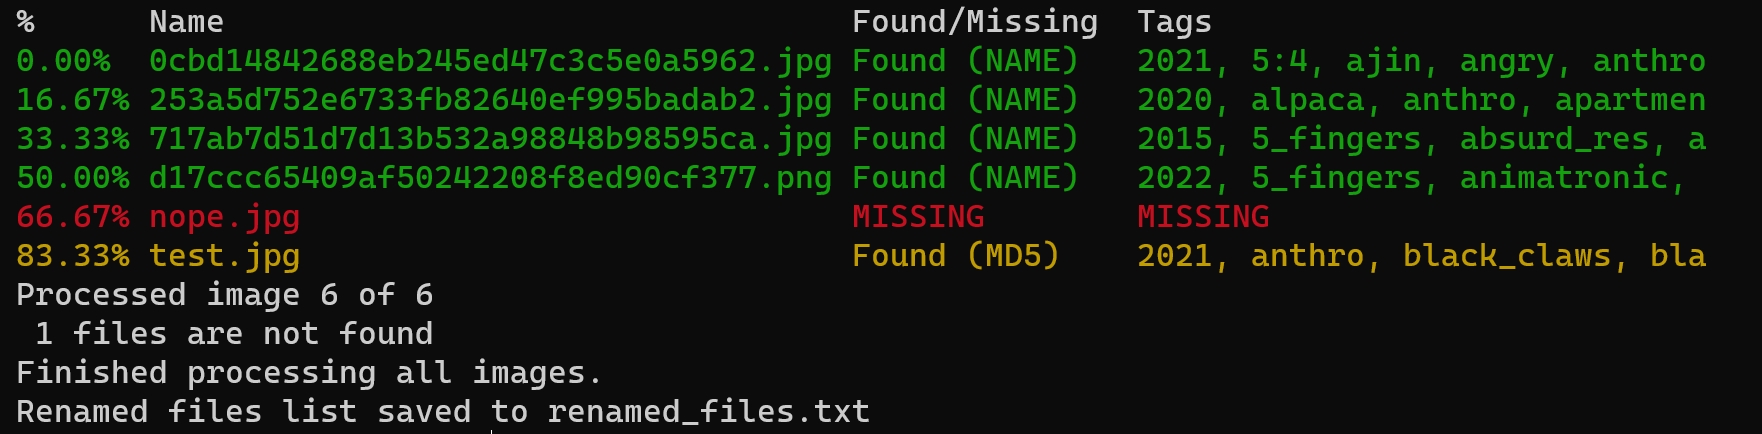 % Name Found/Missing Tags
0.00% 0cbd14842688eb245ed47c3c5e0a5962.jpg Found (NAME) 2021, 5:4, ajin, angry, anthro
16.67% 253a5d752e6733fb82640ef995badab2.jpg Found (NAME) 2020, alpaca, anthro, apartmen
33.33% 717ab7d51d7d13b532a98848b98595ca.jpg Found (NAME) 2015, 5_fingers, absurd_res, a
50.00% d17ccc65409af50242208f8ed90cf377.png Found (NAME) 2022, 5_fingers, animatronic,
66.67% nope.jpg MISSING MISSING
83.33% test.jpg Found (MD5) 2021, anthro, black_claws, bla
Processed image 6 of 6
1 files are not found
Finished processing all images.
Renamed files list saved to renamed_files.txt